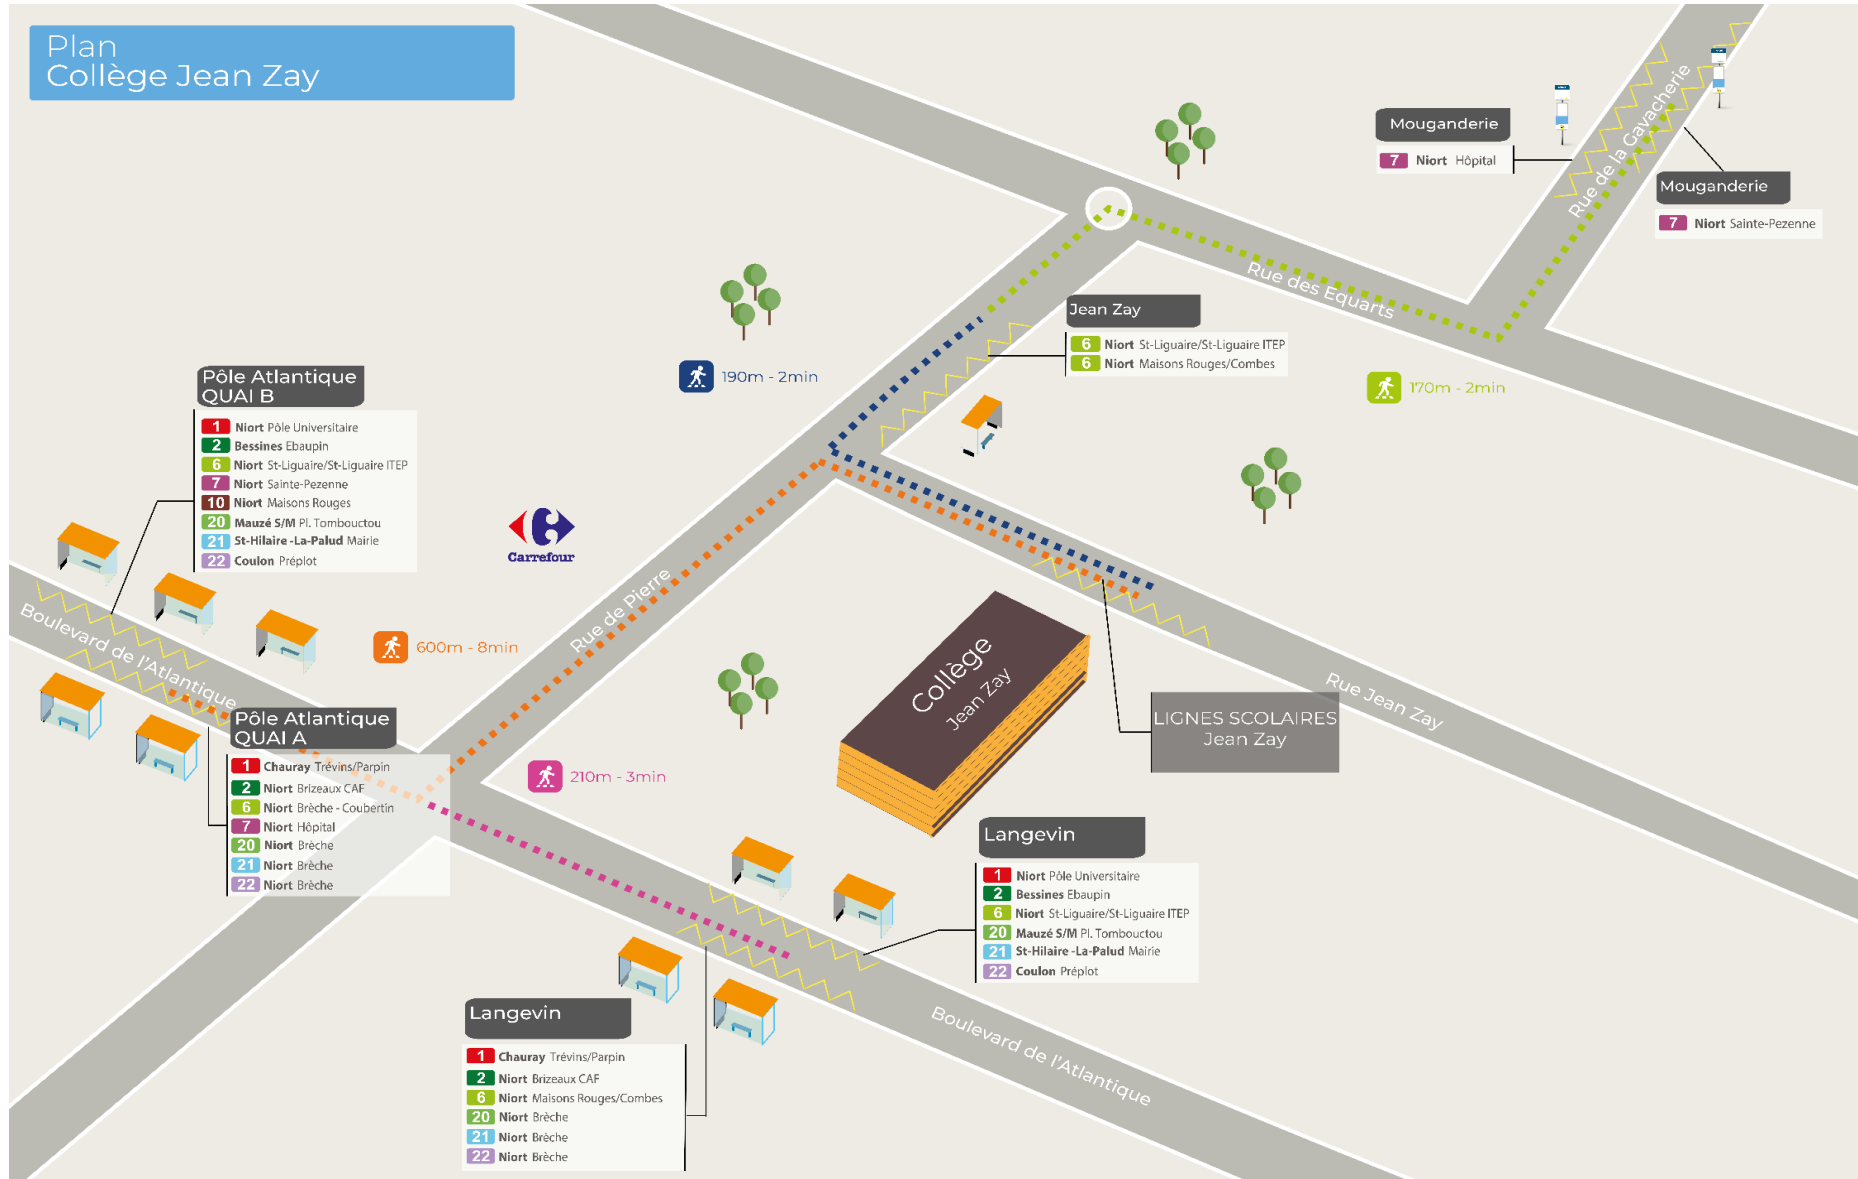 Plan
Collège Jean Zay
Mouganderie
7 Niort Hôpital
Rue de la Gavacherie
Mouganderie
7 Niort Sainte-Pezenne
Rue des Equarts
Jean Zay
6 Niort St-Liguaire/St-Liguaire ITEP
6 Niort Maisons Rouges/Combes
190m - 2min
170m - 2min
Pôle Atlantique
QUAI B
1 Niort Pôle Universitaire
2 Bessines Ebaupin
6 Niort St-Liguaire/St-Liguaire ITEP
7 Niort Sainte-Pezenne
10 Niort Maisons Rouges
20 Mauzé S/M Pl. Tombouctou
21 St-Hilaire -La-Palud Mairie
22 Coulon Préplot
Carrefour
Rue de Pierre
Boulevard de l'Atlantique
600m - 8min
Collège
Jean Zay
Rue Jean Zay
LIGNES SCOLAIRES
Jean Zay
Pôle Atlantique
QUAI A
1 Chauray Trévins/Parpin
2 Niort Brizeaux CAF
6 Niort Brèche - Coubertin
7 Niort Hôpital
20 Niort Brèche
21 Niort Brèche
22 Niort Brèche
210m - 3min
Langevin
1 Niort Pôle Universitaire
2 Bessines Ebaupin
6 Niort St-Liguaire/St-Liguaire ITEP
20 Mauzé S/M Pl. Tombouctou
21 St-Hilaire -La-Palud Mairie
22 Coulon Préplot
Langevin
1 Chauray Trévins/Parpin
2 Niort Brizeaux CAF
6 Niort Maisons Rouges/Combes
20 Niort Brèche
21 Niort Brèche
22 Niort Brèche
Boulevard de l'Atlantique